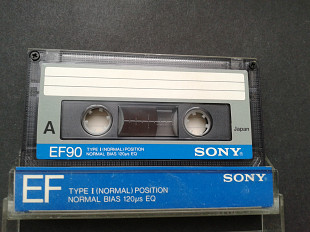 A
Japan
EF90 TYPE I (NORMAL) POSITION
NORMAL BIAS 120µs EQ
SONY
EF TYPE I (NORMAL) POSITION
NORMAL BIAS 120µs EQ
SONY